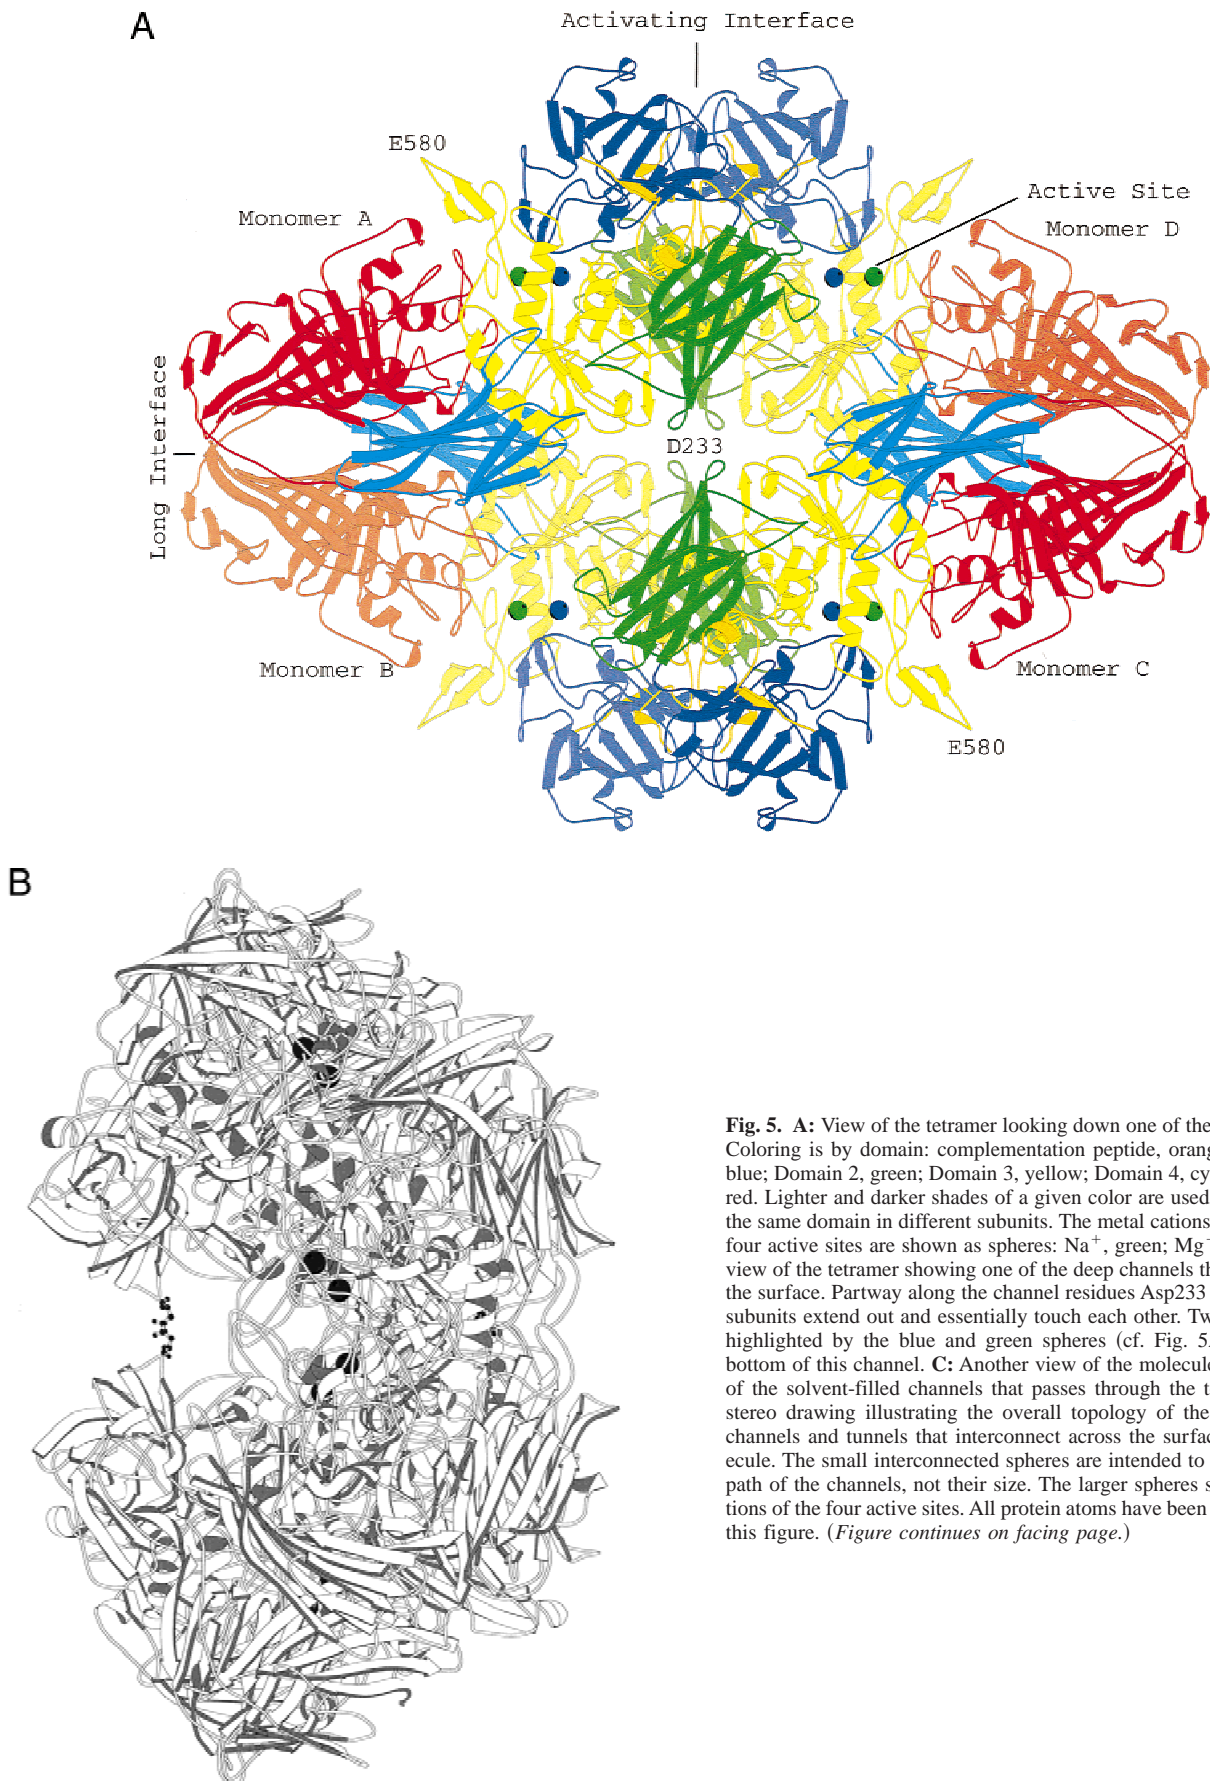 A
Activating Interface
E580
Active Site
Monomer A
Monomer D
Long Interface
D233
Monomer B
Monomer C
E580
B
Fig. 5. A: View of the tetramer looking down one of the
Coloring is by domain: complementation peptide, orang
blue; Domain 2, green; Domain 3, yellow; Domain 4, cy
red. Lighter and darker shades of a given color are used
the same domain in different subunits. The metal cations
four active sites are shown as spheres: Na+, green; Mg
view of the tetramer showing one of the deep channels th
the surface. Partway along the channel residues Asp233
subunits extend out and essentially touch each other. Tw
highlighted by the blue and green spheres (cf. Fig. 5.
bottom of this channel. C: Another view of the molecule
of the solvent-filled channels that passes through the t
stereo drawing illustrating the overall topology of the
channels and tunnels that interconnect across the surfac
ecule. The small interconnected spheres are intended to
path of the channels, not their size. The larger spheres s
tions of the four active sites. All protein atoms have been
this figure. (Figure continues on facing page.)